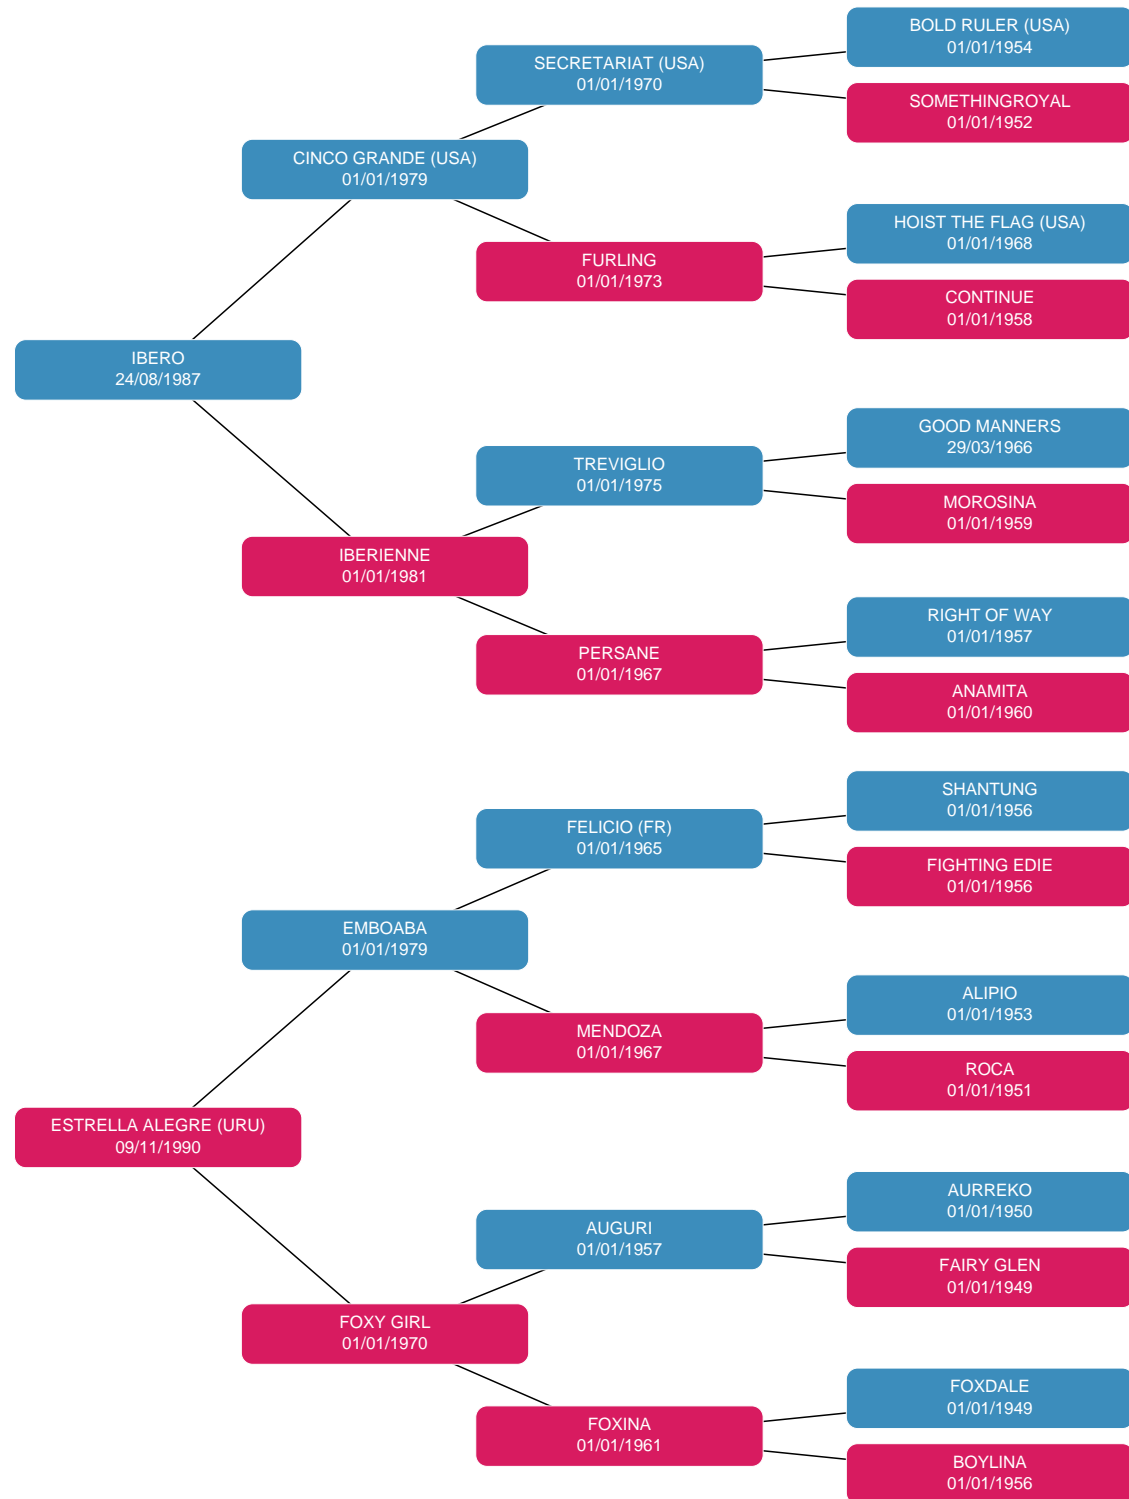 BOLD RULER (USA)
01/01/1954
SECRETARIAT (USA)
01/01/1970
SOMETHINGROYAL
01/01/1952
CINCO GRANDE (USA)
01/01/1979
HOIST THE FLAG (USA)
01/01/1968
FURLING
01/01/1973
CONTINUE
01/01/1958
IBERO
24/08/1987
GOOD MANNERS
29/03/1966
TREVIGLIO
01/01/1975
MOROSINA
01/01/1959
IBERIENNE
01/01/1981
RIGHT OF WAY
01/01/1957
PERSANE
01/01/1967
ANAMITA
01/01/1960
SHANTUNG
01/01/1956
FELICIO (FR)
01/01/1965
FIGHTING EDIE
01/01/1956
EMBOABA
01/01/1979
ALIPIO
01/01/1953
MENDOZA
01/01/1967
ROCA
01/01/1951
ESTRELLA ALEGRE (URU)
09/11/1990
AURREKO
01/01/1950
AUGURI
01/01/1957
FAIRY GLEN
01/01/1949
FOXY GIRL
01/01/1970
FOXDALE
01/01/1949
FOXINA
01/01/1961
BOYLINA
01/01/1956